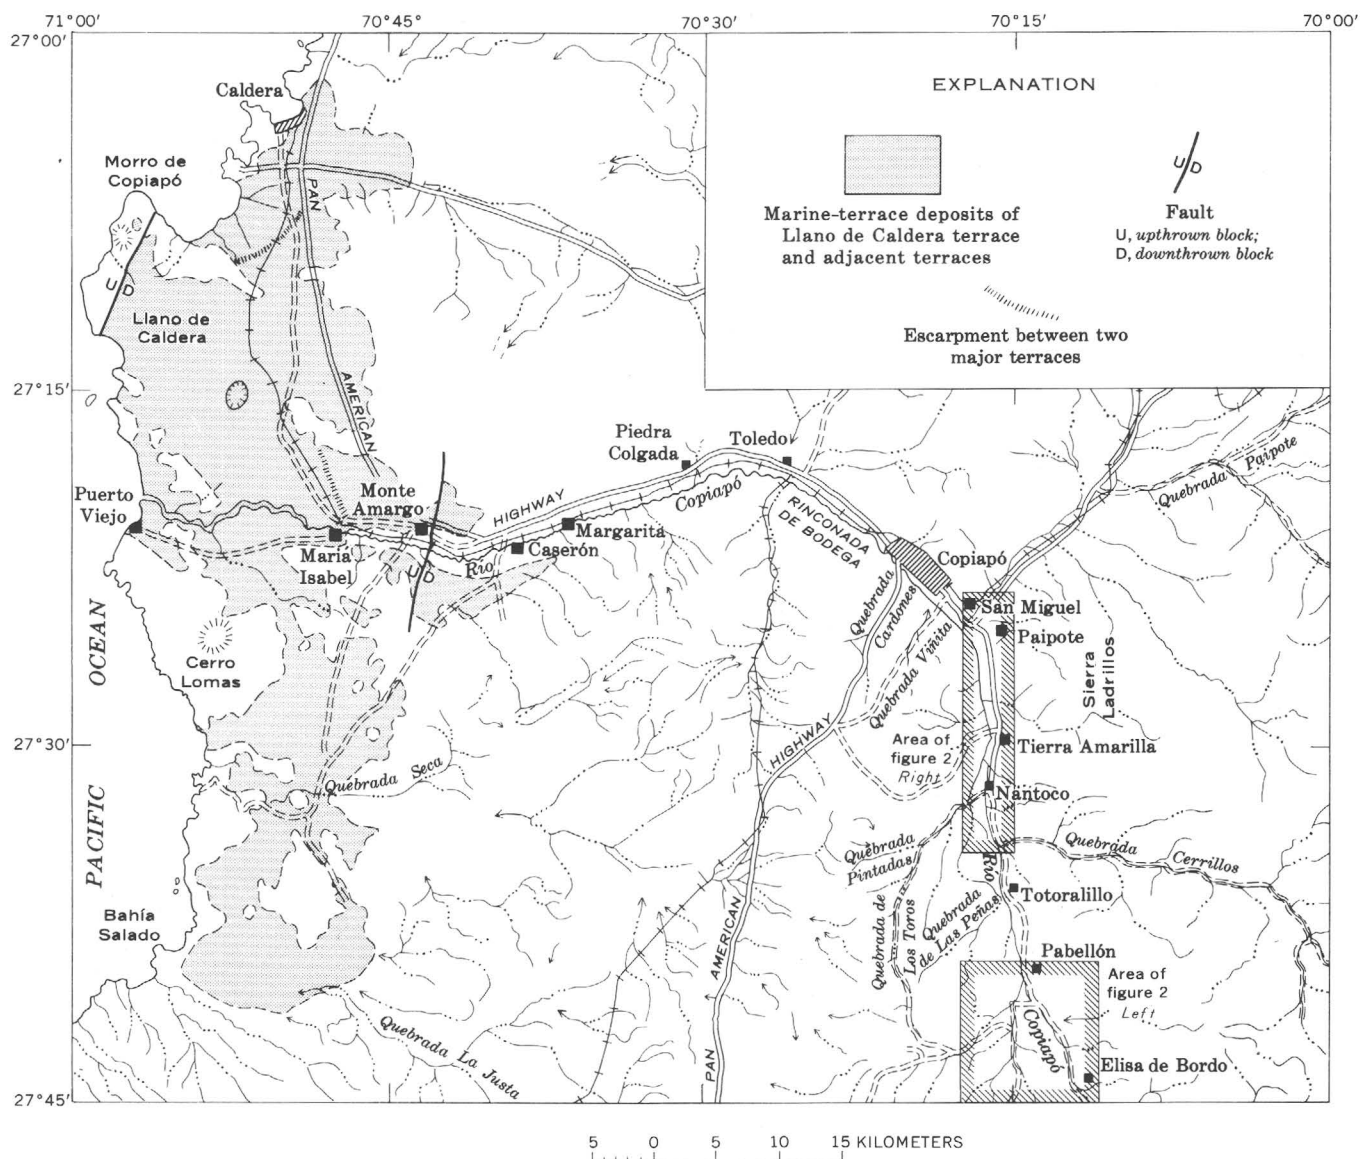 71°00'
70°45°
70°30'
70°15'
70°00'
27°00'
Caldera
EXPLANATION
Morro de
Copiapó
PAN
U D
Marine-terrace deposits of
Llano de Caldera terrace
and adjacent terraces
Fault
U, upthrown block;
D, downthrown block
U D
Llano de
Caldera
Escarpment between two
major terraces
AMERICAN
27°15'
Piedra
Colgada
Toledo
Quebrada Paipote
Puerto
Viejo
Monte
Amargo
HIGHWAY
Copiapó
RINCONADA
DE BODEGA
Mariá
Isabel
Margarita
Caserón
Río
U D
Copiapó
Quebrada
Cardones
San Miguel
Paipote
Quebrada Viñita
Sierra
Ladrillos
PACIFIC OCEAN
Cerro
Lomas
27°30'
HIGHWAY
Area of
figure 2
Right
Tierra Amarilla
Nantoco
Quebrada Seca
Quebrada
Pintadas
Quebrada
Cerrillos
Río
Totoralillo
Quebrada
de Las Peñas
Quebrada de
Los Toros
Bahía
Salado
AMERICAN
Pabellón
Area of
figure 2
Left
Copiapó
Quebrada La Justa
PAN
Elisa de Bordo
27°45'
5 0 5 10 15 KILOMETERS